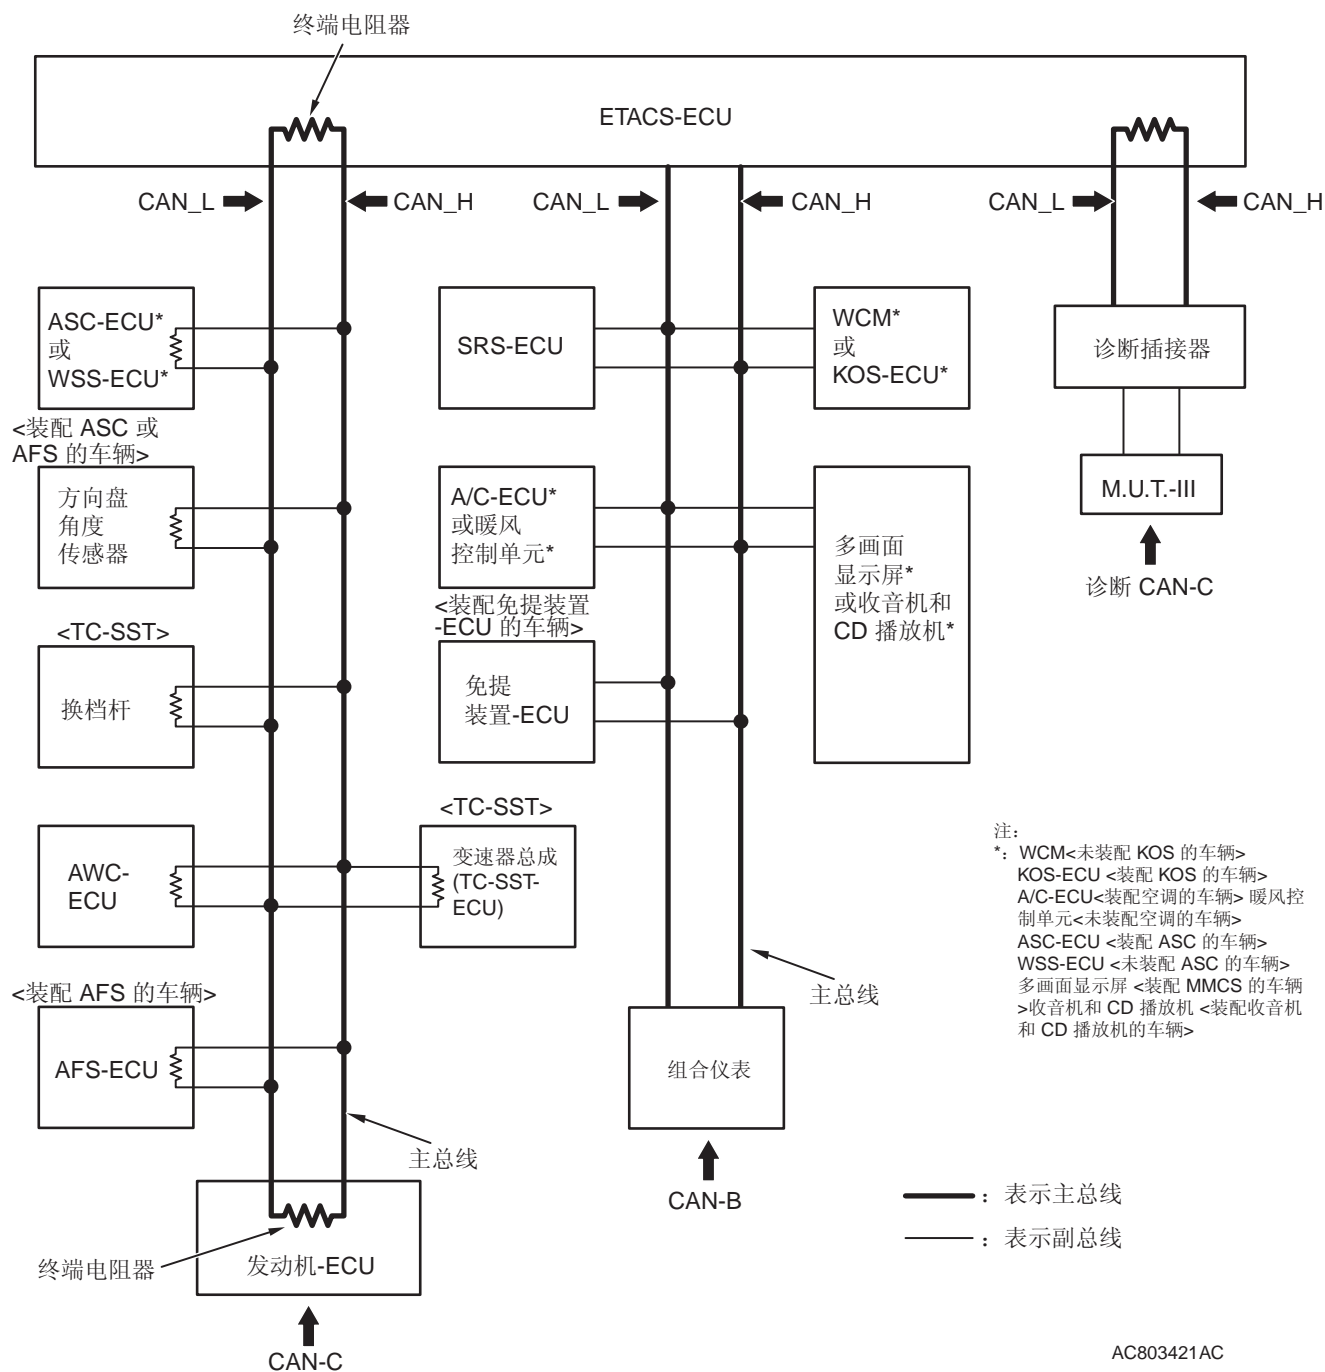 终端电阻器
ETACS-ECU
CAN_L
CAN_H
CAN_L
CAN_H
CAN_L
CAN_H
ASC-ECU*
或
WSS-ECU*
SRS-ECU
WCM*
或
KOS-ECU*
诊断插接器
<装配 ASC 或
AFS 的车辆>
方向盘
角度
传感器
A/C-ECU*
或暖风
控制单元*
多画面
显示屏*
或收音机和
CD 播放机*
M.U.T.-III
诊断 CAN-C
<装配免提装置
-ECU 的车辆>
<TC-SST>
换档杆
免提
装置-ECU
<TC-SST>
AWC-
ECU
变速器总成
(TC-SST-
ECU)
注：
*：WCM<未装配 KOS 的车辆>
KOS-ECU <装配 KOS 的车辆>
A/C-ECU<装配空调的车辆> 暖风控
制单元<未装配空调的车辆>
ASC-ECU <装配 ASC 的车辆>
WSS-ECU <未装配 ASC 的车辆>
多画面显示屏 <装配 MMCS 的车辆
>收音机和 CD 播放机 <装配收音机
和 CD 播放机的车辆>
<装配 AFS 的车辆>
主总线
AFS-ECU
组合仪表
主总线
CAN-B
：表示主总线
：表示副总线
终端电阻器
发动机-ECU
CAN-C
AC803421AC